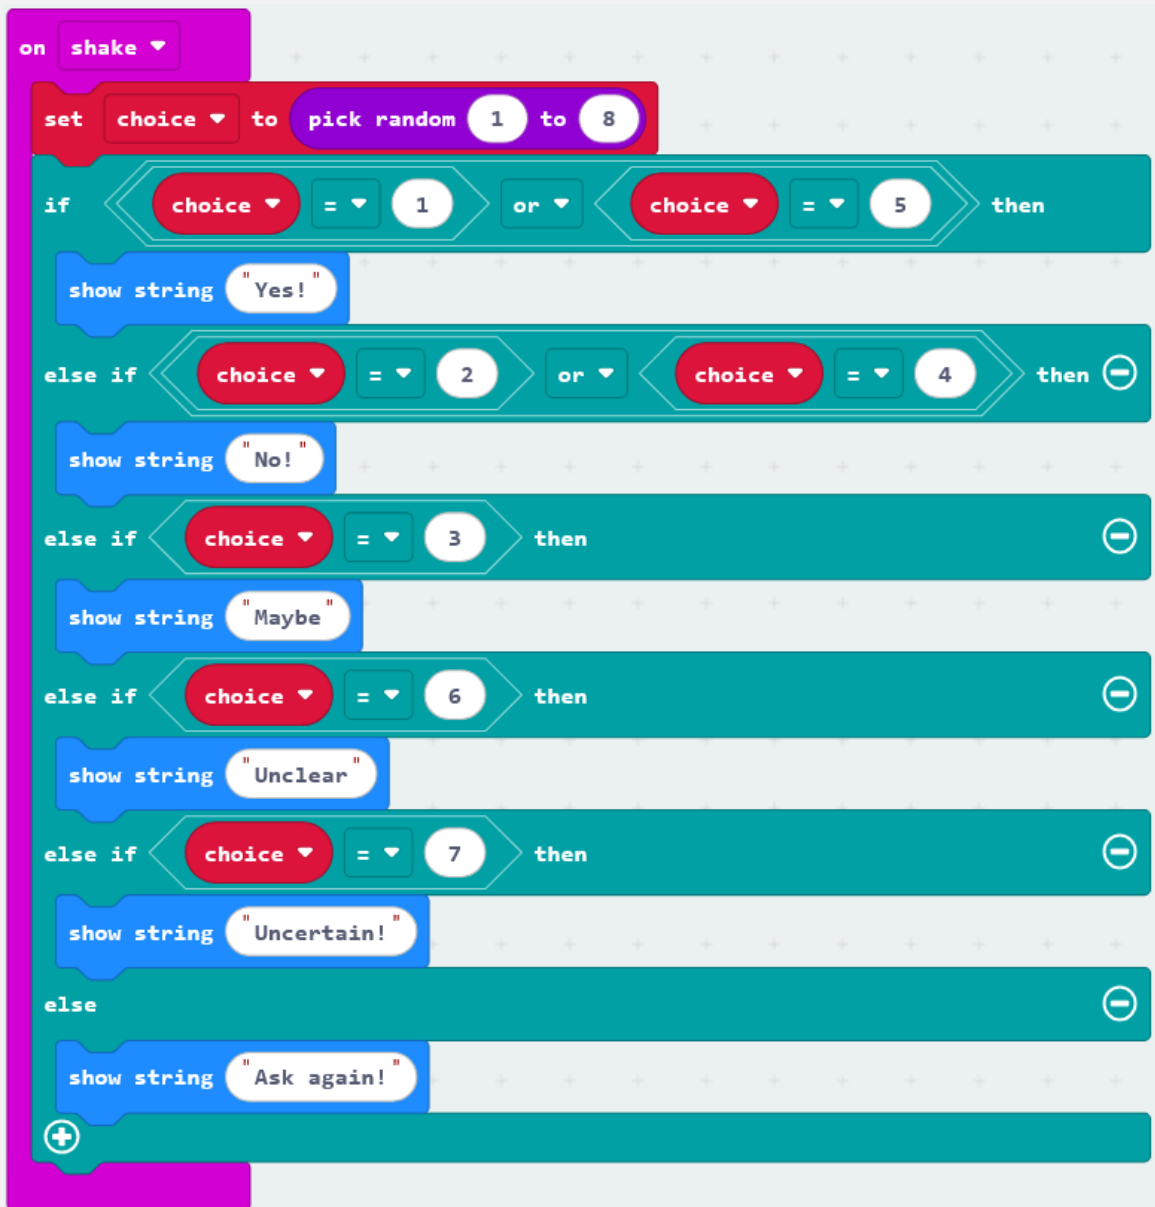 on shake
set choice to pick random 1 to 8
if choice = 1 or choice = 5 then
show string "Yes!"
else if choice = 2 or choice = 4 then
show string "No!"
else if choice = 3 then
show string "Maybe"
else if choice = 6 then
show string "Unclear"
else if choice = 7 then
show string "Uncertain!"
else
show string "Ask again!"